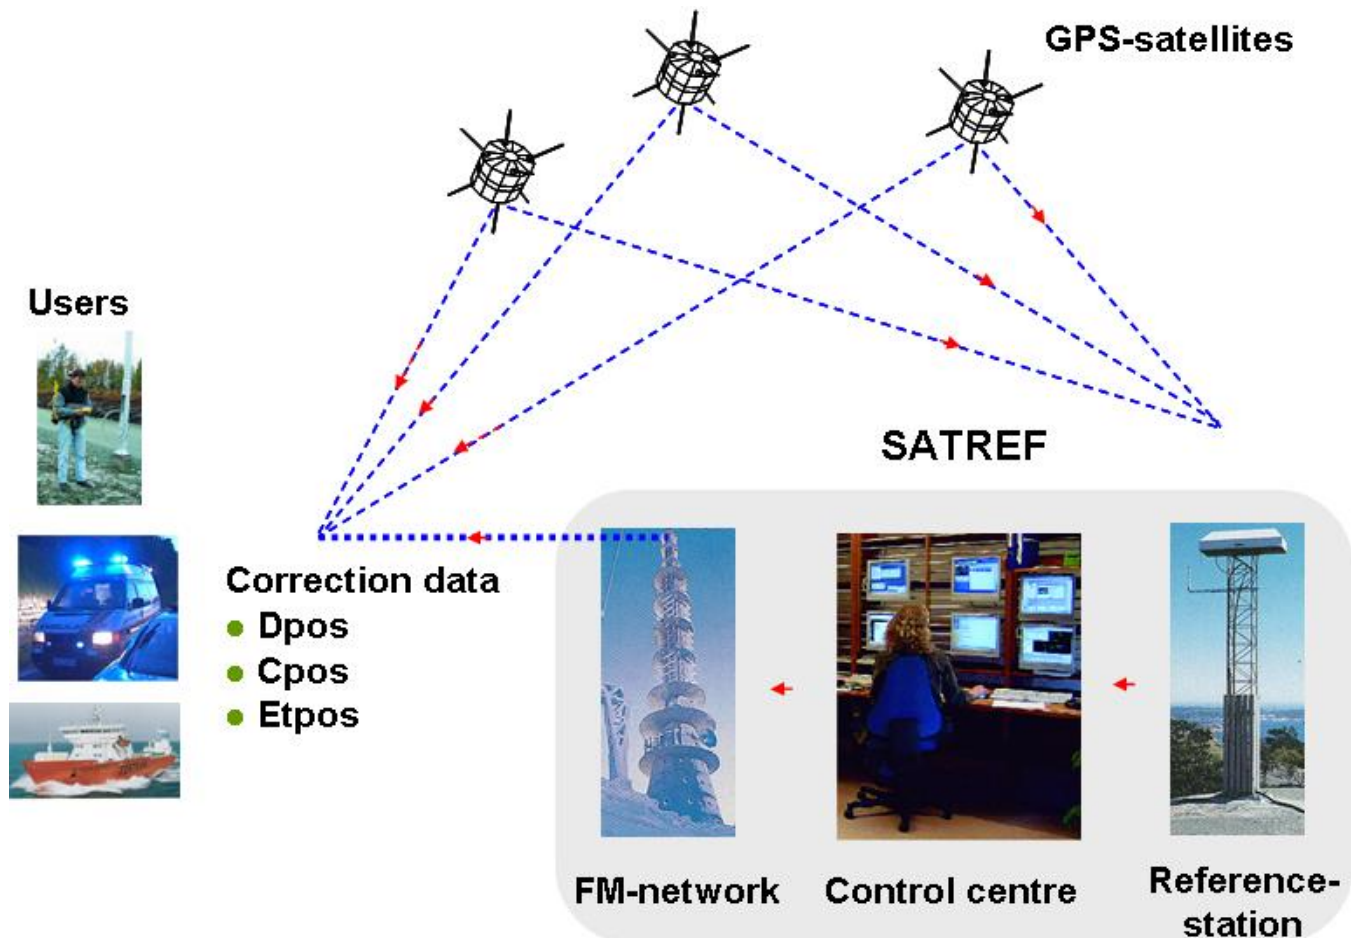 GPS-satellites
Users
SATREF
Correction data
Dpos
Cpos
Etpos
FM-network
Control centre
Reference-
station